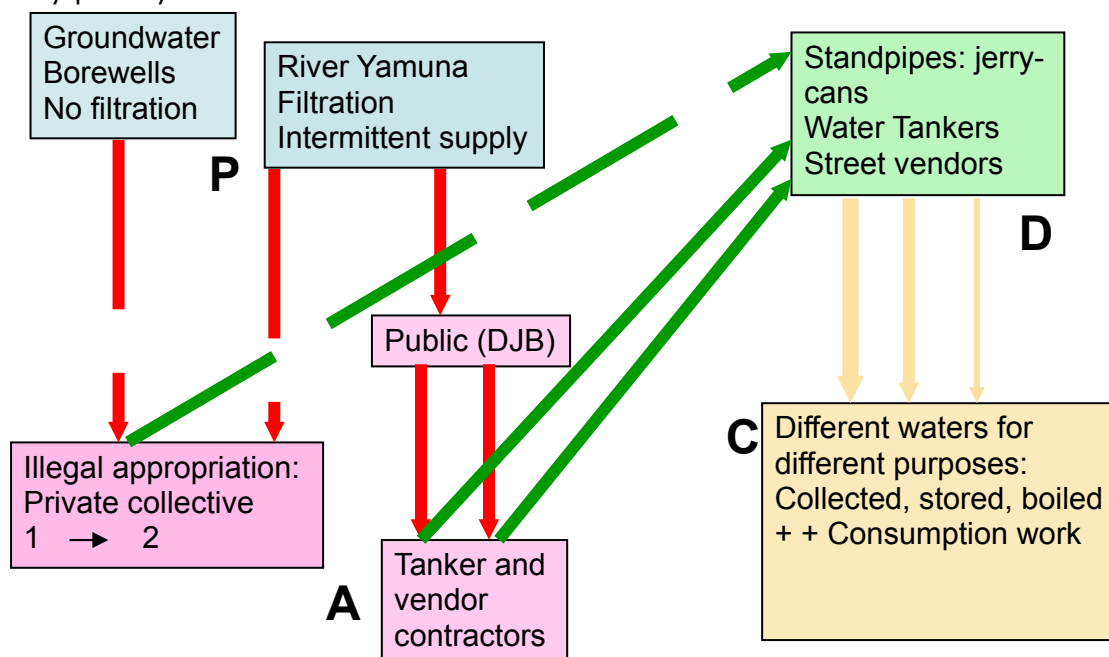 Groundwater
Borewells
No filtration
River Yamuna
Filtration
Intermittent supply
Standpipes: jerry-
cans
Water Tankers
Street vendors
P
D
Public (DJB)
Illegal appropriation:
Private collective
1 → 2
A
Tanker and
vendor
contractors
C
Different waters for
different purposes:
Collected, stored, boiled
+ + Consumption work